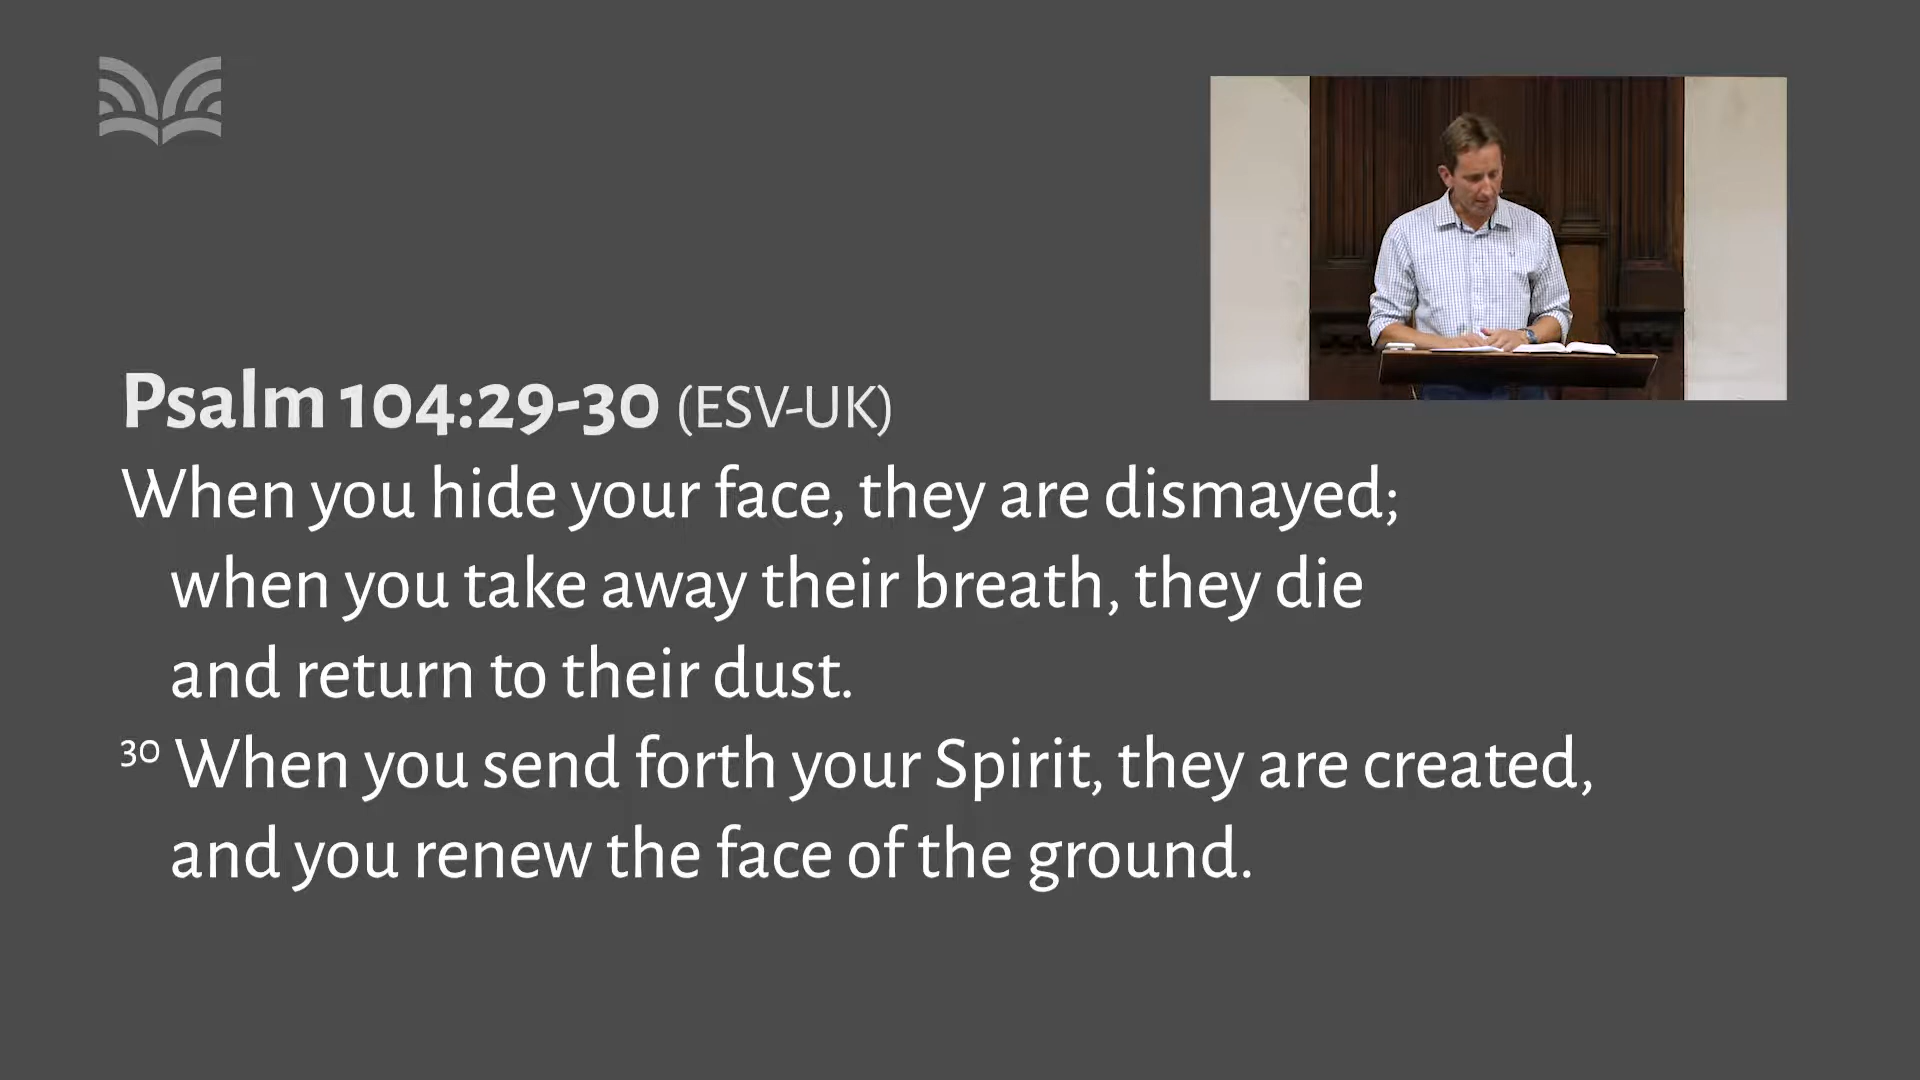 Psalm 104:29-30 (ESV-UK)
When you hide your face, they are dismayed;
when you take away their breath, they die
and return to their dust.
30 When you send forth your Spirit, they are created,
and you renew the face of the ground.